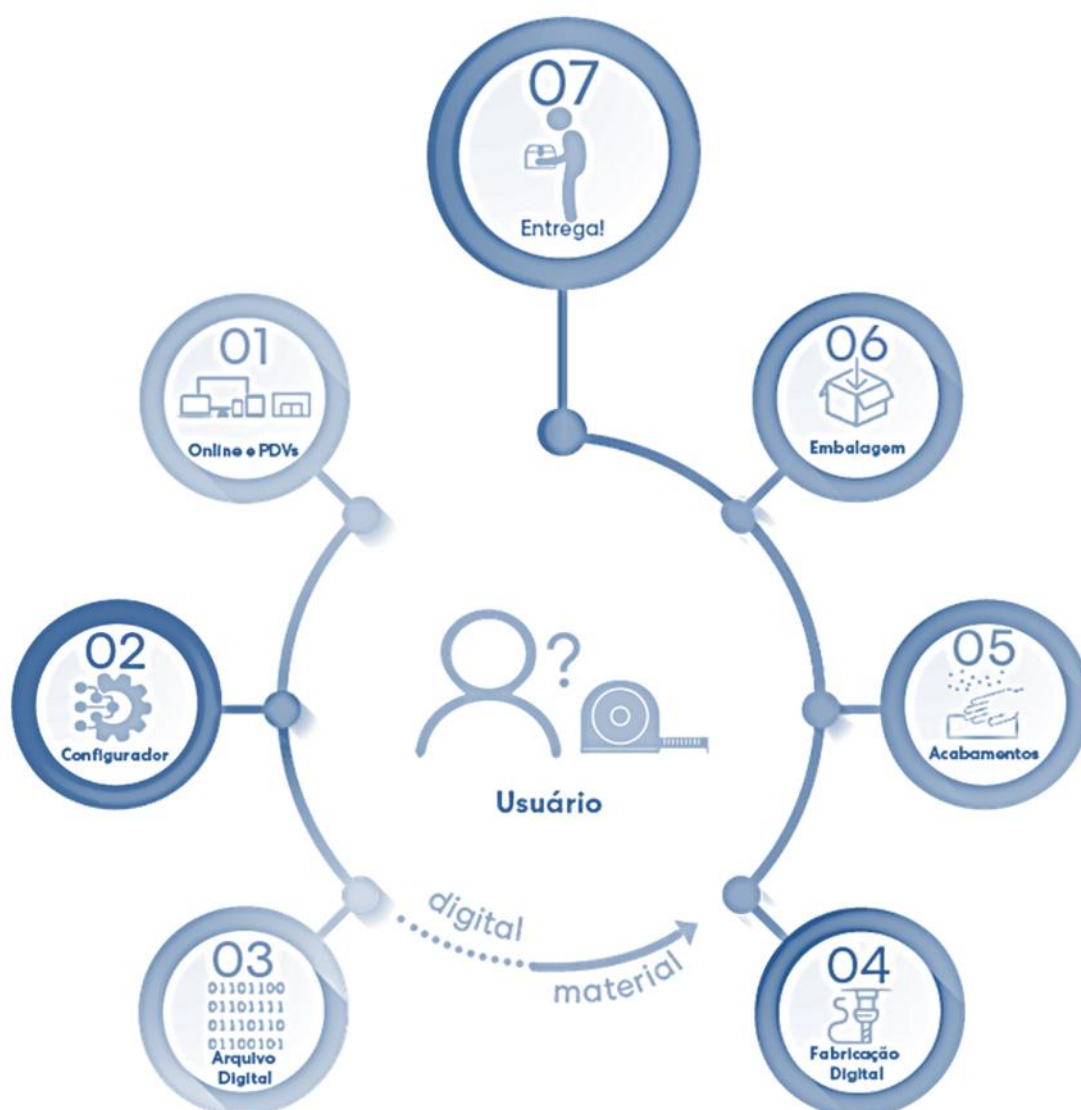 07
Entrega!
01
Online e PDVs
06
Embalagem
02
Configurador
05
Acabamentos
Usuário
digital
material
03
01101100
01101111
01110110
01100101
Arquivo
Digital
04
Fabricação
Digital